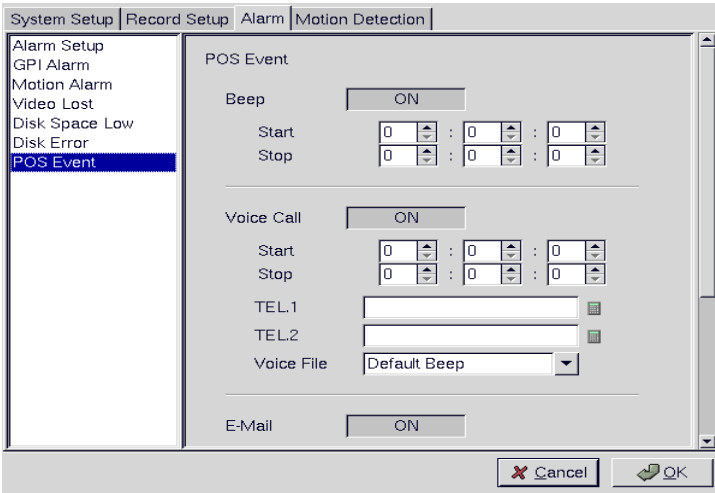 System Setup Record Setup Alarm Motion Detection
Alarm Setup
GPI Alarm
Motion Alarm
Video Lost
Disk Space Low
Disk Error
POS Event
POS Event
Beep ON
Start 0 : 0 : 0
Stop 0 : 0 : 0
Voice Call ON
Start 0 : 0 : 0
Stop 0 : 0 : 0
TEL.1
TEL.2
Voice File Default Beep
E-Mail ON
Cancel OK